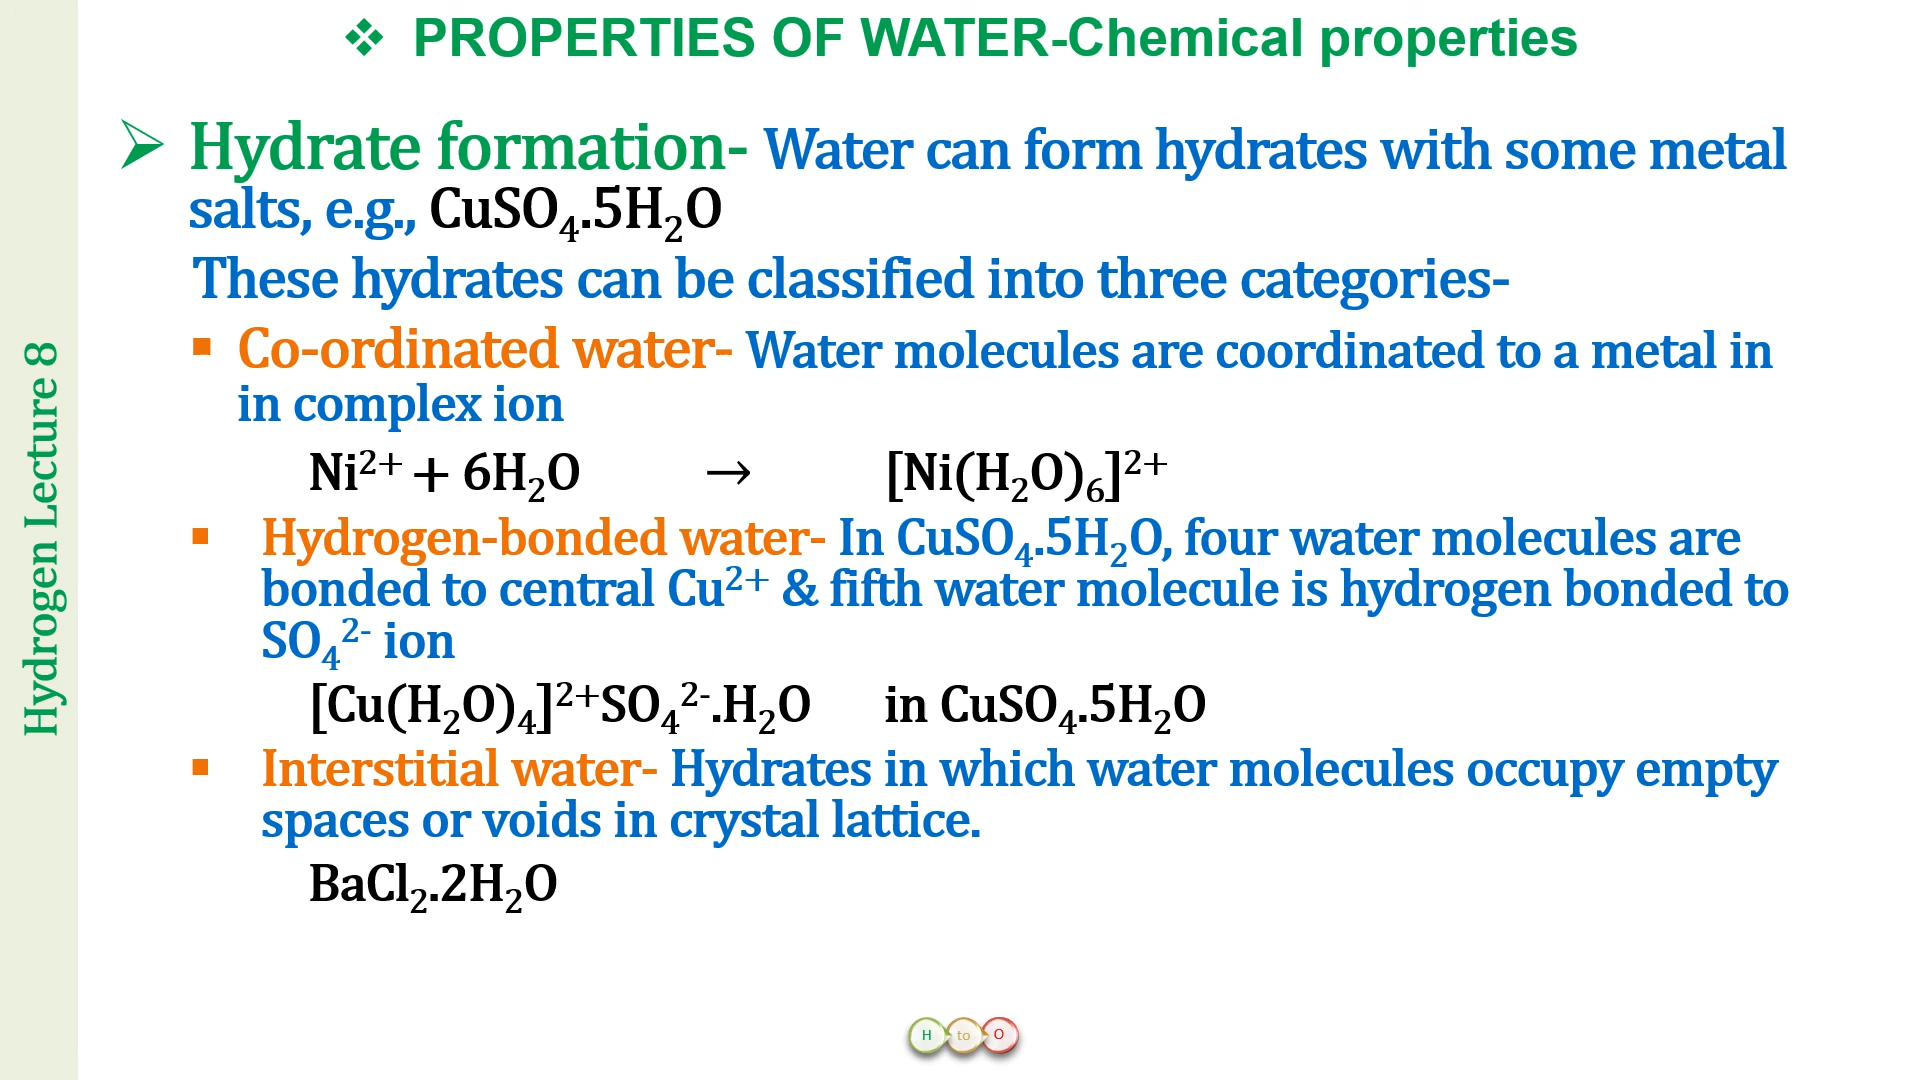 ❖ PROPERTIES OF WATER-Chemical properties
➢ Hydrate formation- Water can form hydrates with some metal
salts, e.g., CuSO₄.5H₂O
These hydrates can be classified into three categories-
▪ Co-ordinated water- Water molecules are coordinated to a metal in
in complex ion
Ni²⁺ + 6H₂O → [Ni(H₂O)₆]²⁺
▪ Hydrogen-bonded water- In CuSO₄.5H₂O, four water molecules are
bonded to central Cu²⁺ & fifth water molecule is hydrogen bonded to
SO₄²⁻ ion
[Cu(H₂O)₄]²⁺SO₄²⁻.H₂O in CuSO₄.5H₂O
▪ Interstitial water- Hydrates in which water molecules occupy empty
spaces or voids in crystal lattice.
BaCl₂.2H₂O
Hydrogen Lecture 8
H to O